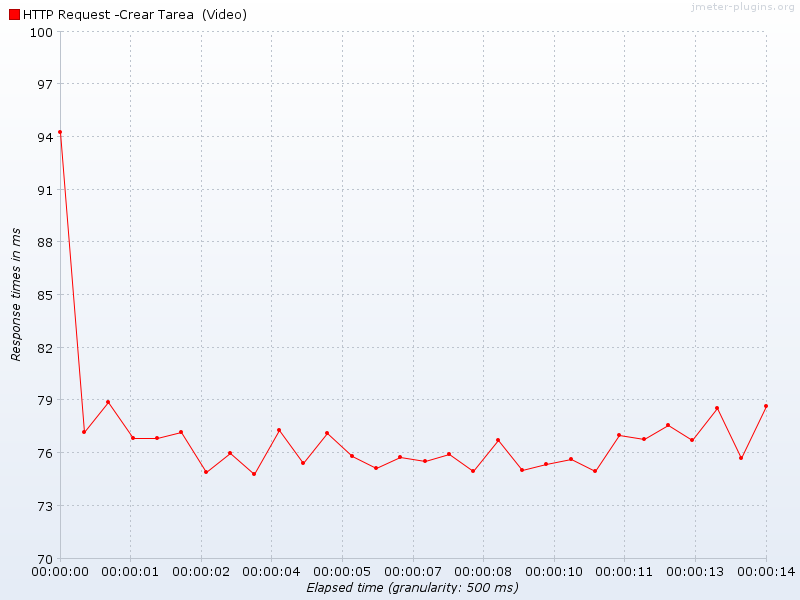 jmeter-plugins.org
HTTP Request -Crear Tarea  (Video)
100
97
94
91
88
85
82
79
76
73
70
Response times in ms
00:00:00 00:00:01 00:00:02 00:00:04 00:00:05 00:00:07 00:00:08 00:00:10 00:00:11 00:00:13 00:00:14
Elapsed time (granularity: 500 ms)